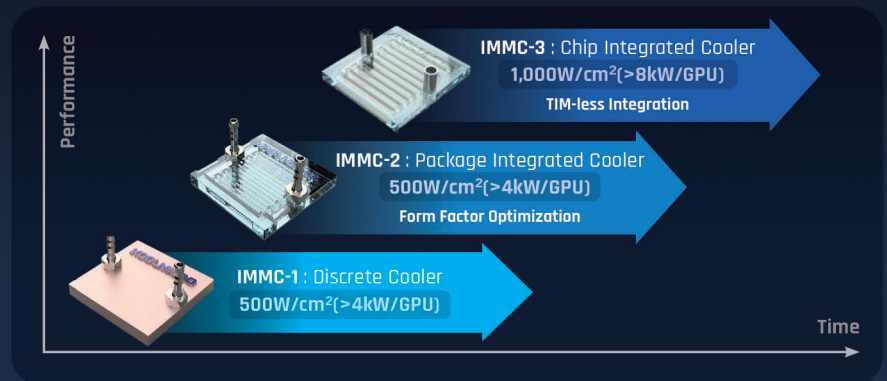 Performance
IMMC-3 : Chip Integrated Cooler
1,000W/cm²(>8kW/GPU)
TIM-less Integration
IMMC-2 : Package Integrated Cooler
500W/cm²(>4kW/GPU)
Form Factor Optimization
IMMC-1 : Discrete Cooler
500W/cm²(>4kW/GPU)
Time